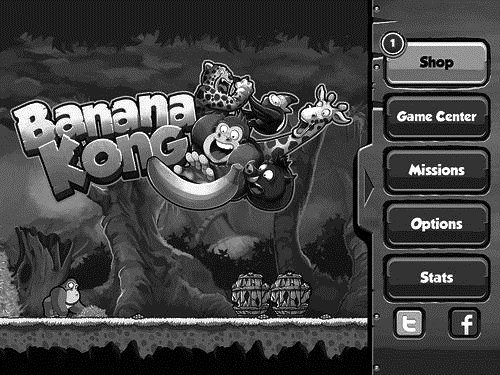 Banana
Kong
1
Shop
Game Center
Missions
Options
Stats
t
f